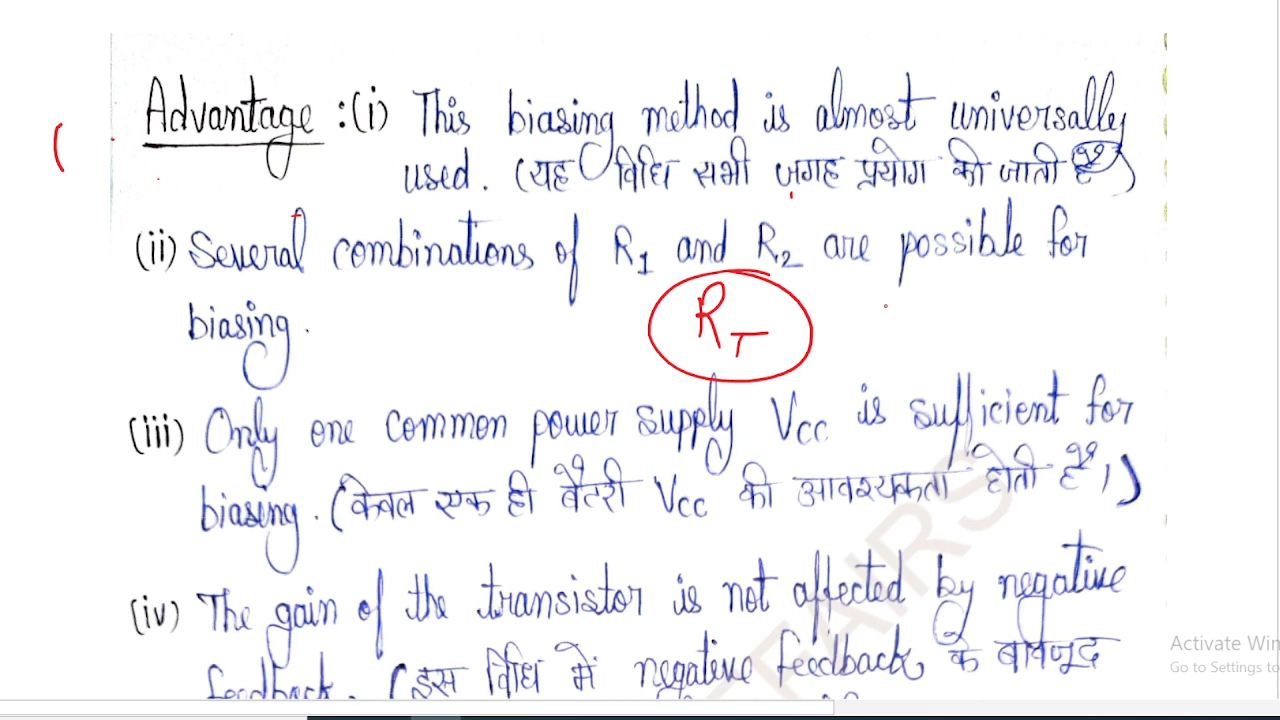 Advantage :(i) This biasing method is almost universally
used. (यह विधि सभी जगह प्रयोग की जाती है)
(ii) Several combinations of R1 and R2 are possible for
biasing.
RT
(iii) Only one common power supply VCC is sufficient for
biasing. (केवल एक ही बैटरी VCC की आवश्यकता होती है।)
(iv) The gain of the transistor is not affected by negative
feedback. (इस विधि में negative feedback के बावजूद
FAIRS
Activate Win
Go to Settings to